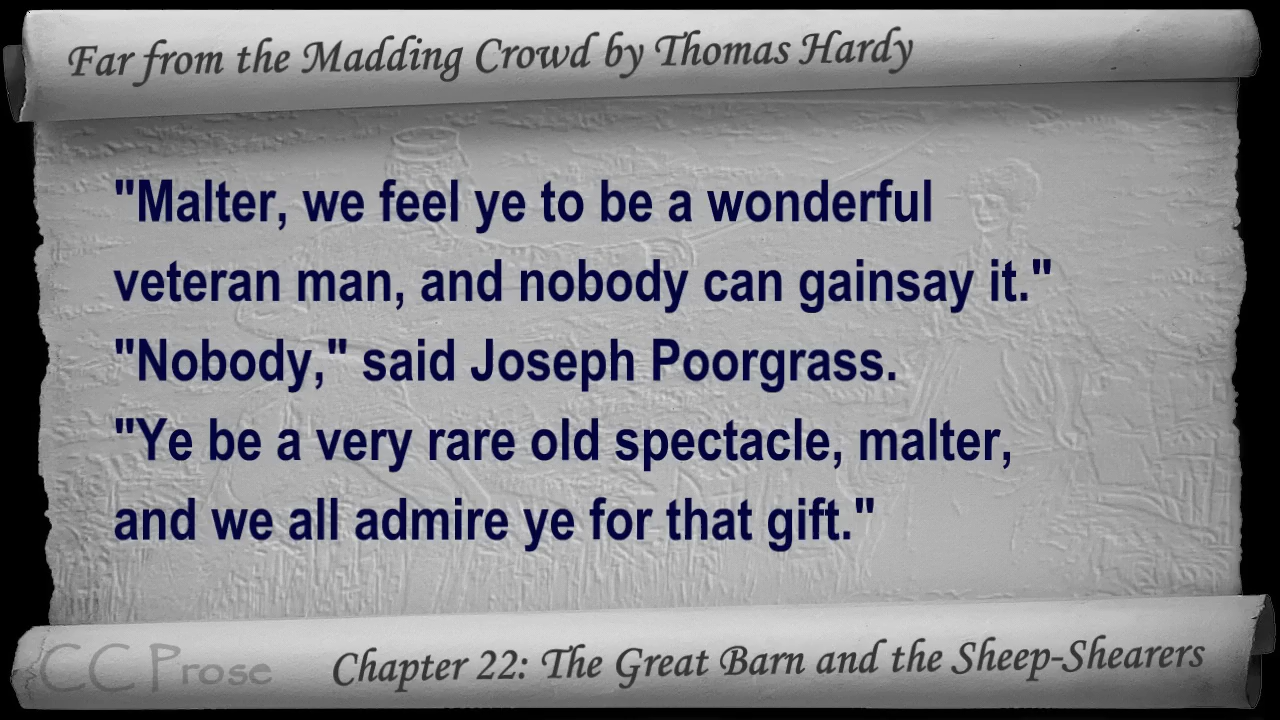 Far from the Madding Crowd by Thomas Hardy
"Malter, we feel ye to be a wonderful
veteran man, and nobody can gainsay it."
"Nobody," said Joseph Poorgrass.
"Ye be a very rare old spectacle, malter,
and we all admire ye for that gift."
CC Prose
Chapter 22: The Great Barn and the Sheep-Shearers